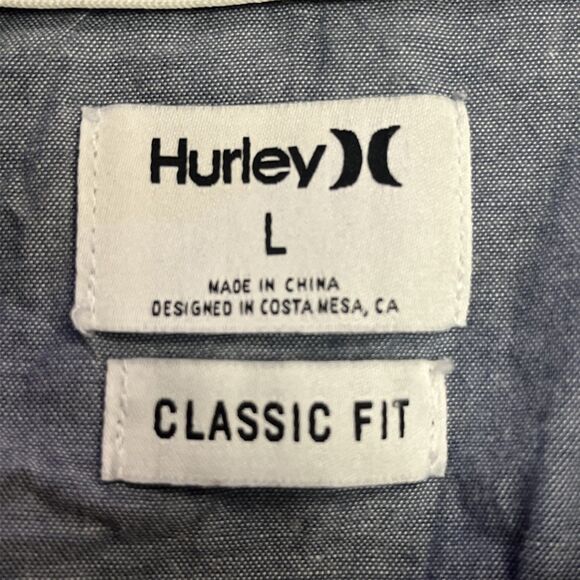 Hurley
L
MADE IN CHINA
DESIGNED IN COSTA MESA, CA
CLASSIC FIT